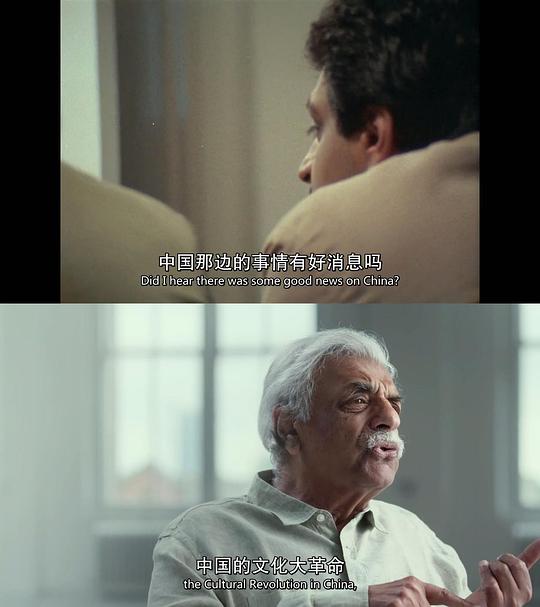 中国那边的事情有好消息吗
Did I hear there was some good news on China?
中国的文化大革命
the Cultural Revolution in China,